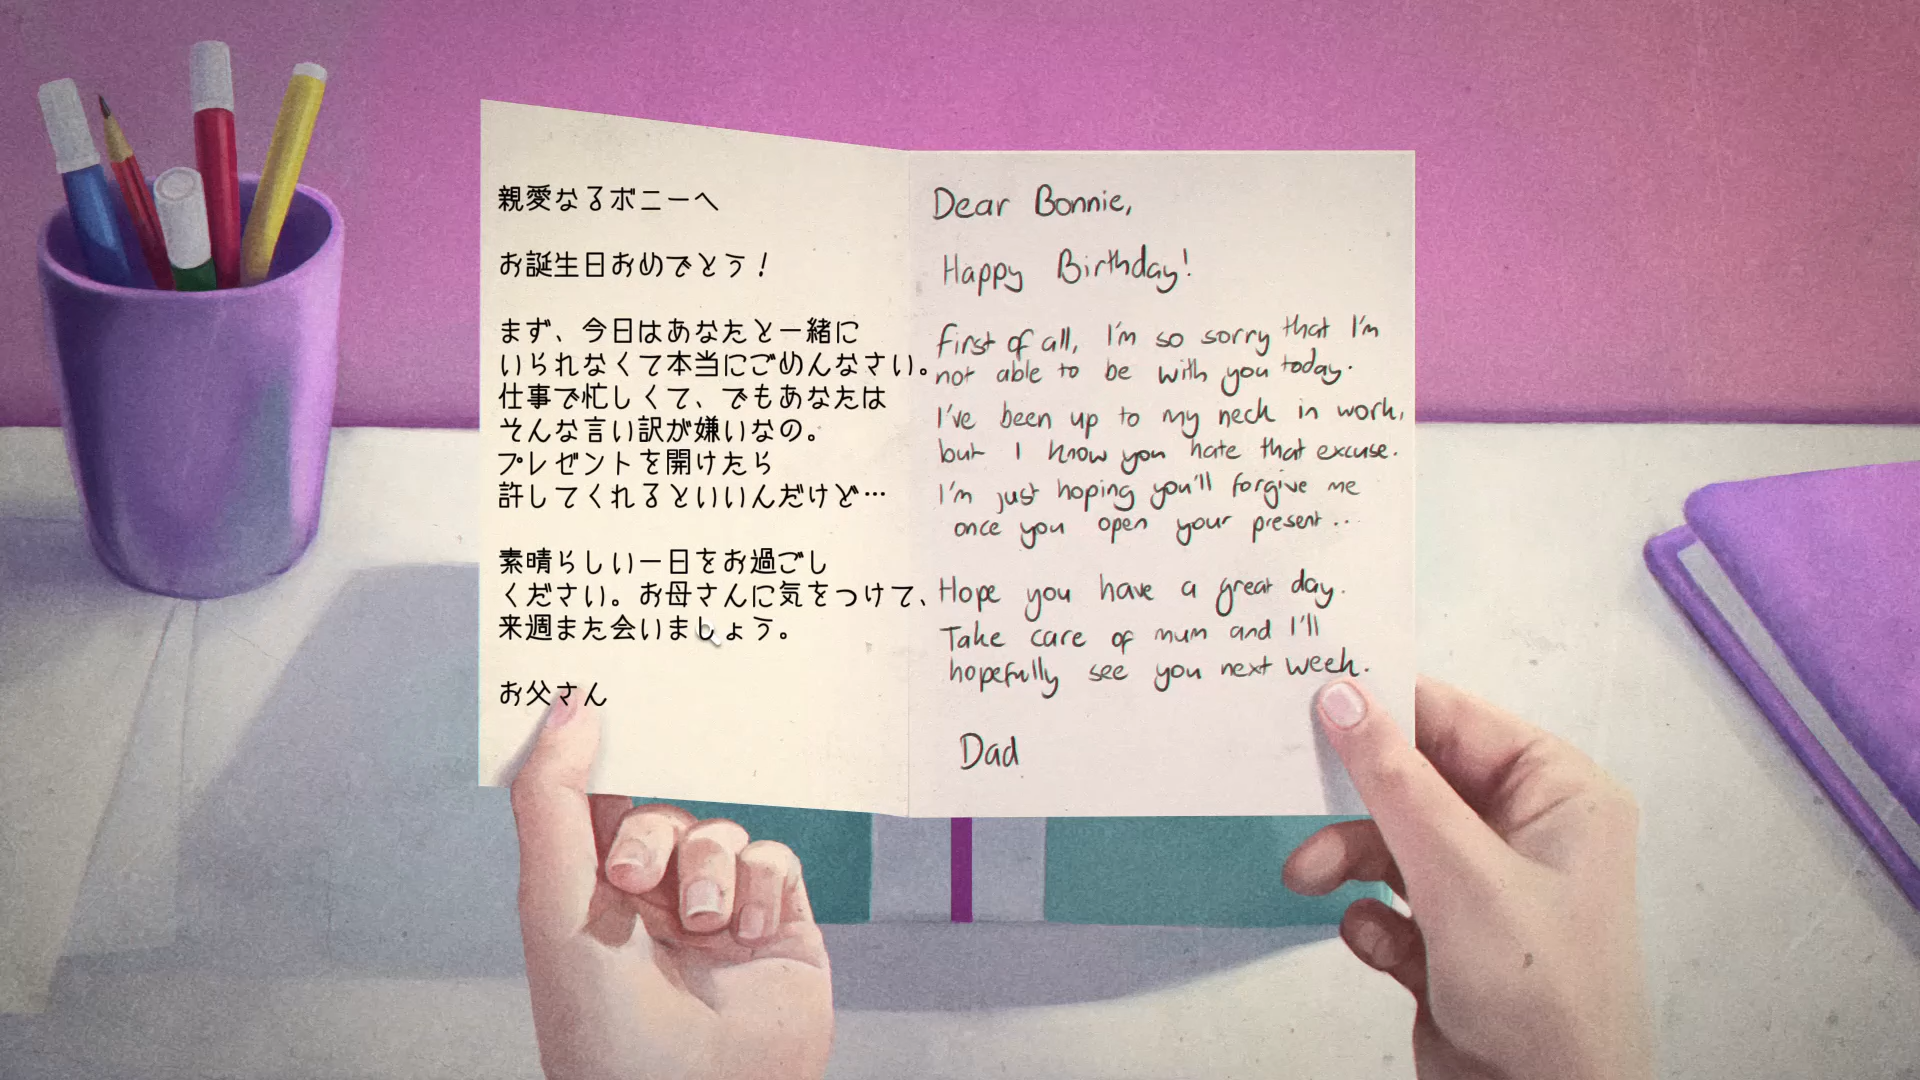 親愛なるボニーへ
お誕生日おめでとう！
まず、今日はあなたと一緒に
いられなくて本当にごめんなさい。
仕事で忙しくて、でもあなたは
そんな言い訳が嫌いなの。
プレゼントを開けたら
許してくれるといいんだけど…
素晴らしい一日をお過ごし
ください。お母さんに気をつけて、
来週また会いましょう。
お父さん
Dear Bonnie,
Happy Birthday!
First of all, I'm so sorry that I'm
not able to be with you today.
I've been up to my neck in work,
but I know you hate that excuse.
I'm just hoping you'll forgive me
once you open your present...
Hope you have a great day.
Take care of mum and I'll
hopefully see you next week.
Dad